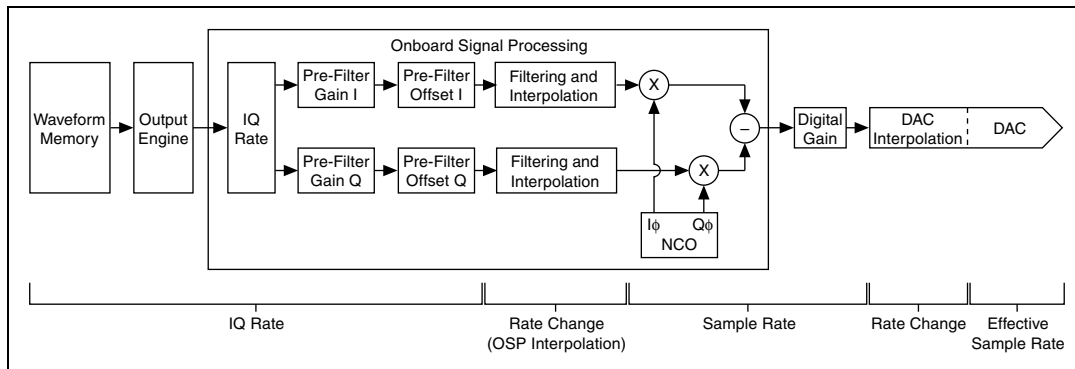 Onboard Signal Processing
Waveform
Memory
Output
Engine
IQ
Rate
Pre-Filter
Gain I
Pre-Filter
Offset I
Filtering and
Interpolation
X
Pre-Filter
Gain Q
Pre-Filter
Offset Q
Filtering and
Interpolation
X
–
Iϕ Qϕ
NCO
Digital
Gain
DAC
Interpolation
DAC
IQ Rate
Rate Change
(OSP Interpolation)
Sample Rate
Rate Change
Effective
Sample Rate